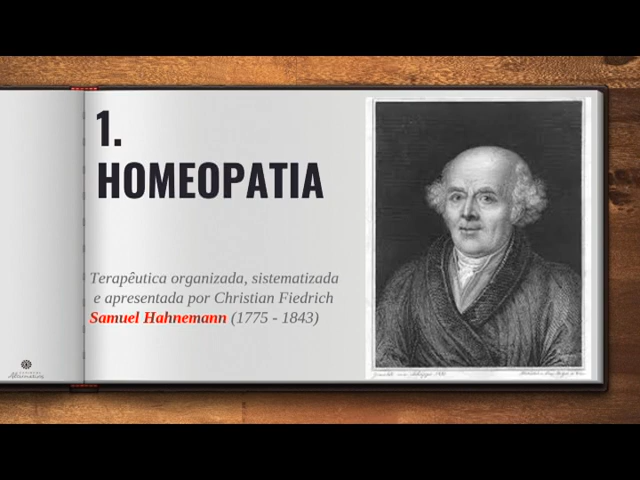 1.
HOMEOPATIA
Terapêutica organizada, sistematizada
e apresentada por Christian Fiedrich
Samuel Hahnemann (1775 - 1843)